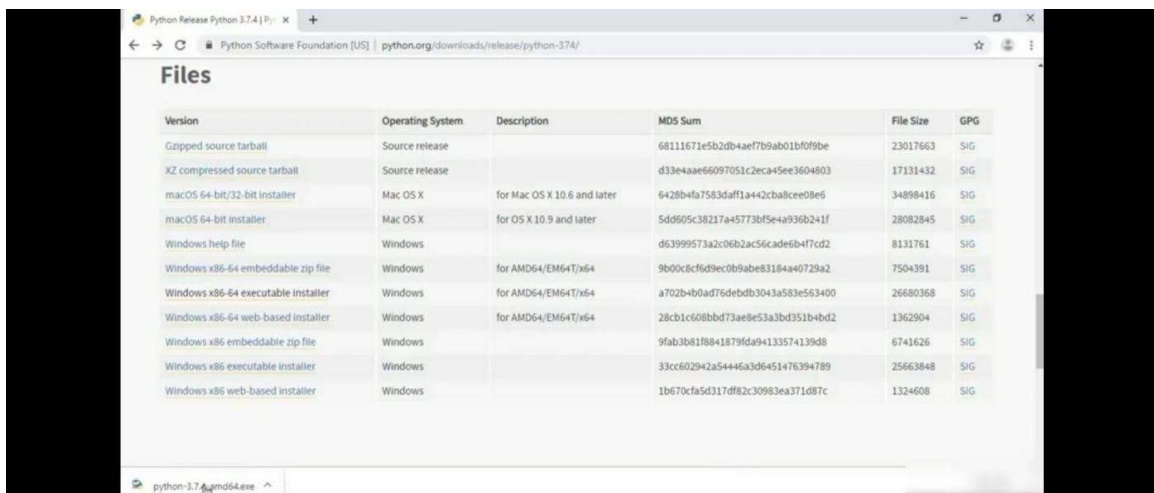 Python Release Python 3.7.4 | Py
Python Software Foundation [US] | python.org/downloads/release/python-374/
Files
Version Operating System Description MD5 Sum File Size GPG
Gzipped source tarball Source release 68111671e5b2db4aef7b9ab01bf0f9be 23017663 SIG
XZ compressed source tarball Source release d33e4aae66097051c2eca45ee3604803 17131432 SIG
macOS 64-bit/32-bit installer Mac OS X for Mac OS X 10.6 and later 6428b4fa7583daff1a442cba8cee08e6 34898416 SIG
macOS 64-bit installer Mac OS X for OS X 10.9 and later 5dd605c38217a45773bf5e4a936b241f 28082845 SIG
Windows help file Windows d63999573a2c06b2ac56cade6b4f7cd2 8131761 SIG
Windows x86-64 embeddable zip file Windows for AMD64/EM64T/x64 9b00c8cf6d9ec0b9abe83184a40729a2 7504391 SIG
Windows x86-64 executable installer Windows for AMD64/EM64T/x64 a702b4b0ad76debdb3043a583e563400 26680368 SIG
Windows x86-64 web-based installer Windows for AMD64/EM64T/x64 28cb1c608bbd73ae8e53a3bd351b4bd2 1362904 SIG
Windows x86 embeddable zip file Windows 9fab3b81f8841879fda94133574139d8 6741626 SIG
Windows x86 executable installer Windows 33cc602942a54446a3d6451476394789 25663848 SIG
Windows x86 web-based installer Windows 1b670cfa5d317df82c30983ea371d87c 1324608 SIG
python-3.7.4-amd64.exe